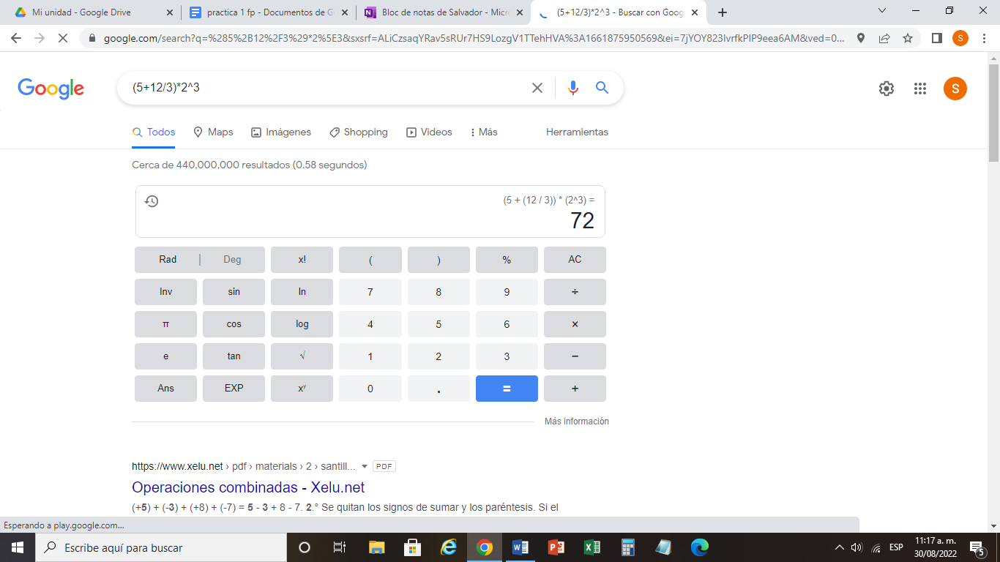 Mi unidad - Google Drive
practica 1 fp - Documentos de G
Bloc de notas de Salvador - Micro
(5+12/3)*2^3 - Buscar con Goog
google.com/search?q=%285%2B12%2F3%29*2%5E3&sxsrf=ALiCzsaqYRav5sRUr7HS9LozgV1TTehHVA%3A1661875950569&ei=7jYOY823IvrfkPIP9eea6AM&ved=0...
S
Google
(5+12/3)*2^3
S
Todos
Maps
Imágenes
Shopping
Videos
Más
Herramientas
Cerca de 440,000,000 resultados (0.58 segundos)
(5 + (12 / 3)) * (2^3) =
72
Rad | Deg x! ( ) % AC
Inv sin ln 7 8 9 ÷
π cos log 4 5 6 ×
e tan √ 1 2 3 −
Ans EXP xʸ 0 . = +
Más información
https://www.xelu.net › pdf › materials › 2 › santill... PDF
Operaciones combinadas - Xelu.net
(+5) + (-3) + (+8) + (-7) = 5 - 3 + 8 - 7. 2.° Se quitan los signos de sumar y los paréntesis. Si el
Esperando a play.google.com...
Escribe aquí para buscar
ESP
11:17 a. m.
30/08/2022
5